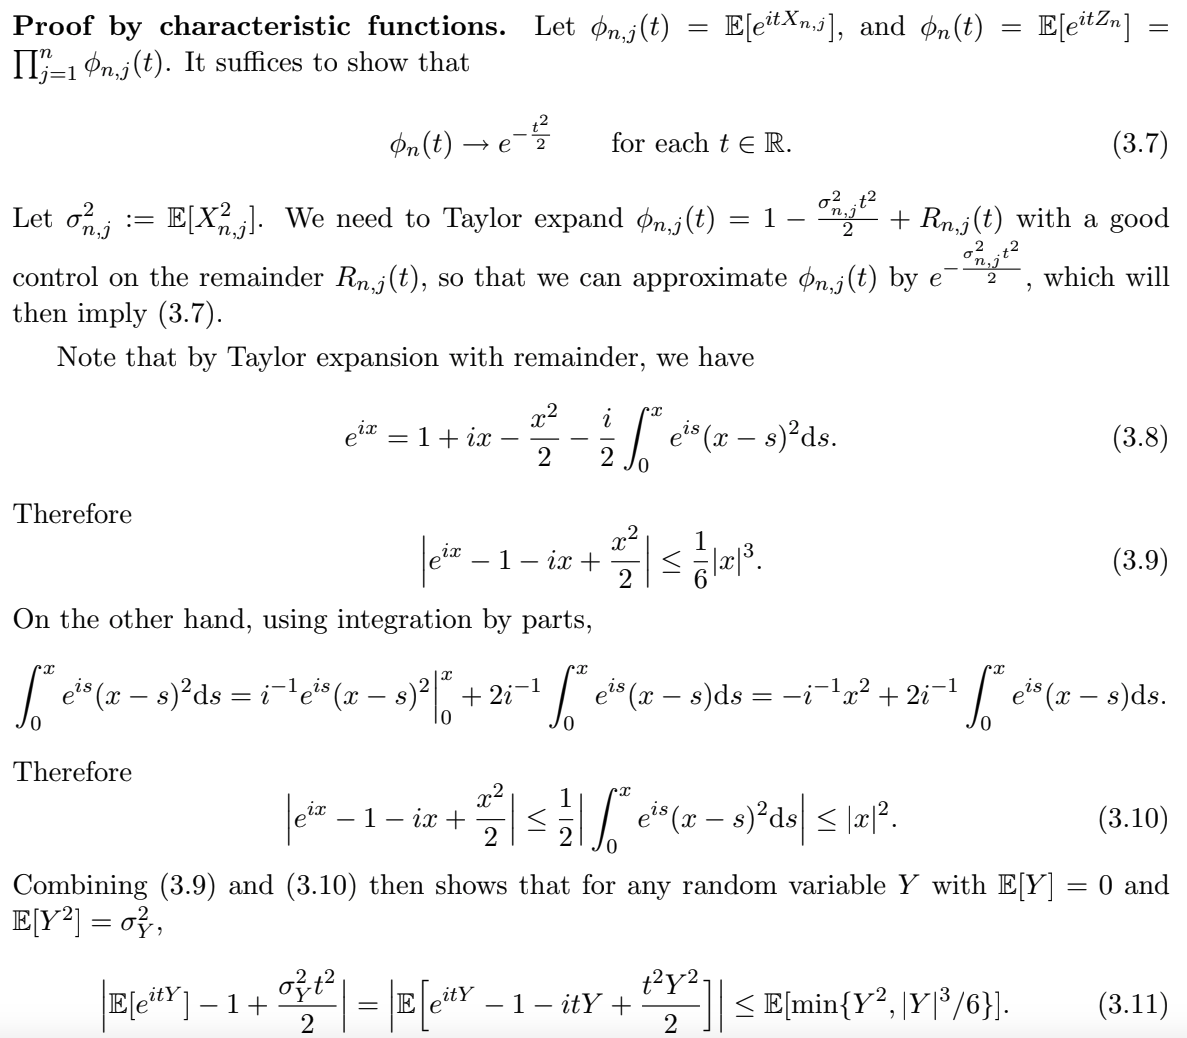 **Proof by characteristic functions.** Let $\phi_{n,j}(t) = \mathbb{E}[e^{itX_{n,j}}]$, and $\phi_n(t) = \mathbb{E}[e^{itZ_n}] =$
$\prod_{j=1}^n \phi_{n,j}(t)$. It suffices to show that
$\phi_n(t) \to e^{-\frac{t^2}{2}}$ for each $t \in \mathbb{R}$. (3.7)
Let $\sigma_{n,j}^2 := \mathbb{E}[X_{n,j}^2]$. We need to Taylor expand $\phi_{n,j}(t) = 1 - \frac{\sigma_{n,j}^2 t^2}{2} + R_{n,j}(t)$ with a good
control on the remainder $R_{n,j}(t)$, so that we can approximate $\phi_{n,j}(t)$ by $e^{-\frac{\sigma_{n,j}^2 t^2}{2}}$, which will
then imply (3.7).
Note that by Taylor expansion with remainder, we have
$e^{ix} = 1 + ix - \frac{x^2}{2} - \frac{i}{2} \int_0^x e^{is}(x-s)^2 \mathrm{d}s.$ (3.8)
Therefore
$\left| e^{ix} - 1 - ix + \frac{x^2}{2} \right| \le \frac{1}{6}|x|^3.$ (3.9)
On the other hand, using integration by parts,
$\int_0^x e^{is}(x-s)^2 \mathrm{d}s = i^{-1}e^{is}(x-s)^2 \Big|_0^x + 2i^{-1} \int_0^x e^{is}(x-s)\mathrm{d}s = -i^{-1}x^2 + 2i^{-1} \int_0^x e^{is}(x-s)\mathrm{d}s.$
Therefore
$\left| e^{ix} - 1 - ix + \frac{x^2}{2} \right| \le \frac{1}{2} \left| \int_0^x e^{is}(x-s)^2 \mathrm{d}s \right| \le |x|^2.$ (3.10)
Combining (3.9) and (3.10) then shows that for any random variable $Y$ with $\mathbb{E}[Y] = 0$ and
$\mathbb{E}[Y^2] = \sigma_Y^2$,
$\left| \mathbb{E}[e^{itY}] - 1 + \frac{\sigma_Y^2 t^2}{2} \right| = \left| \mathbb{E}\left[ e^{itY} - 1 - itY + \frac{t^2 Y^2}{2} \right] \right| \le \mathbb{E}[\min\{Y^2, |Y|^3/6\}].$ (3.11)